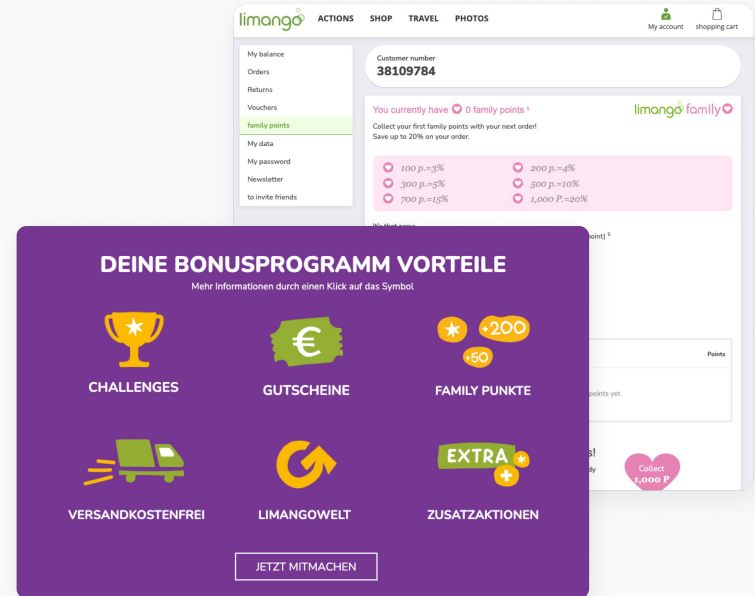 limango ACTIONS SHOP TRAVEL PHOTOS My account shopping cart
My balance
Orders
Returns
Vouchers
family points
My data
My password
Newsletter
to invite friends
Customer number
38109784
You currently have 0 family points ⁵
limango family
Collect your first family points with your next order!
Save up to 20% on your order.
100 p.=3% 200 p.=4%
300 p.=5% 500 p.=10%
700 p.=15% 1,000 P.=20%
point) ⁵
Points
points yet
s!
dy
Collect
1,000 P
DEINE BONUSPROGRAMM VORTEILE
Mehr Informationen durch einen Klick auf das Symbol
CHALLENGES
€
GUTSCHEINE
+200
+50
FAMILY PUNKTE
VERSANDKOSTENFREI
LIMANGOWELT
EXTRA
+
ZUSATZAKTIONEN
JETZT MITMACHEN